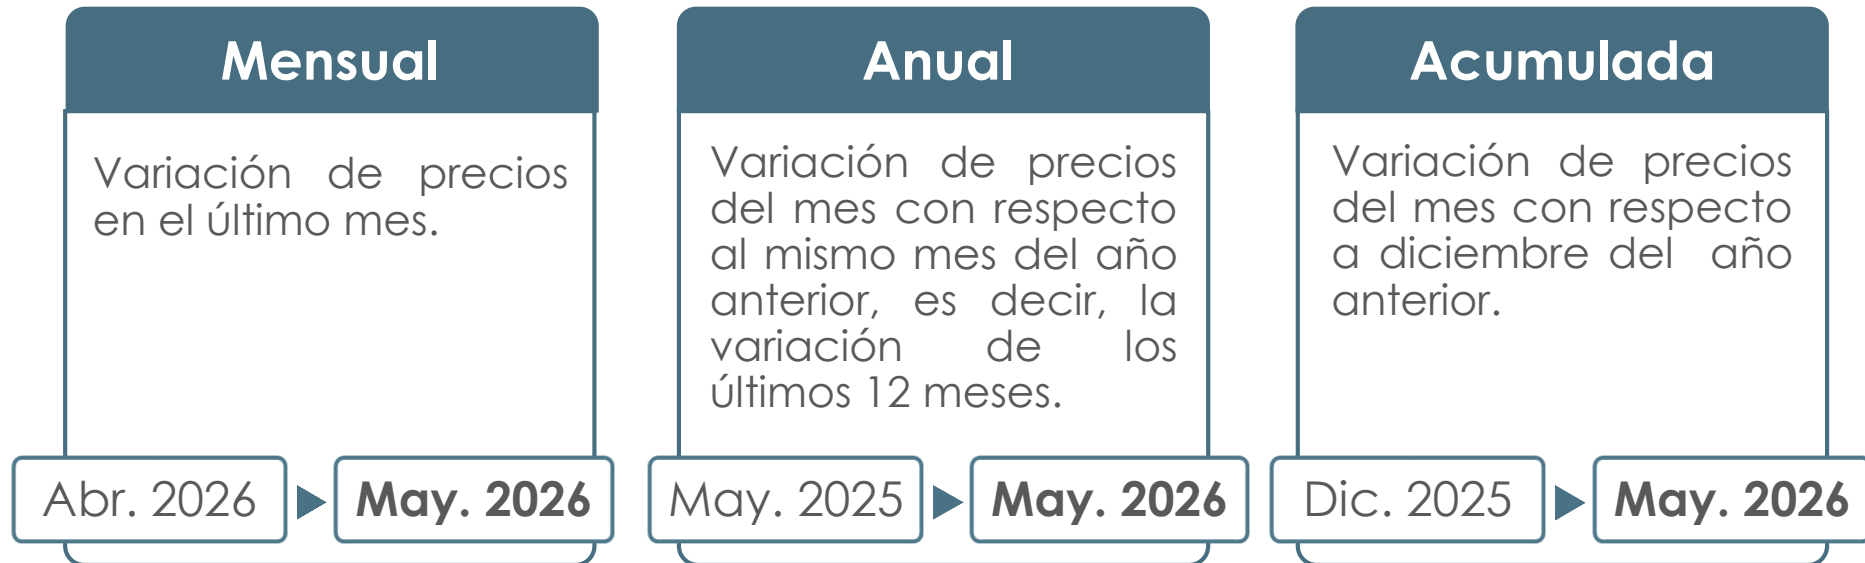 Mensual
Variación de precios
en el último mes.
Abr. 2026
May. 2026
Anual
Variación de precios
del mes con respecto
al mismo mes del año
anterior, es decir, la
variación de los
últimos 12 meses.
May. 2025
May. 2026
Acumulada
Variación de precios
del mes con respecto
a diciembre del año
anterior.
Dic. 2025
May. 2026